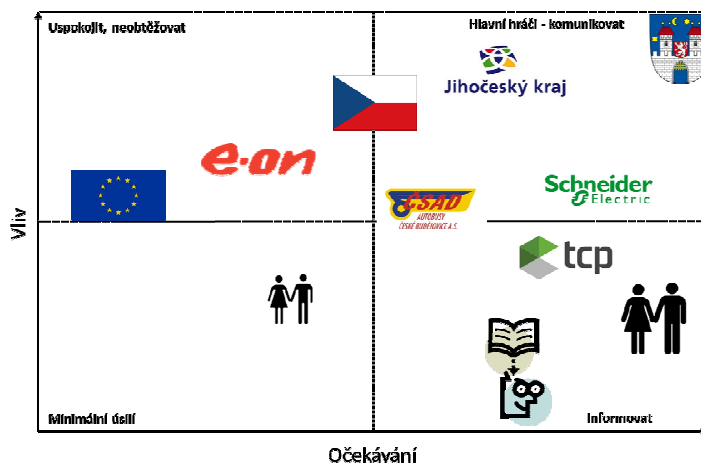 Uspokojit, neobtěžovat
Hlavní hráči - komunikovat
Jihočeský kraj
e·on
Schneider
Electric
ČSAD
AUTOBUSY
ČESKÉ BUDĚJOVICE A.S.
Vliv
tcp
Minimální úsilí
Informovat
Očekávání